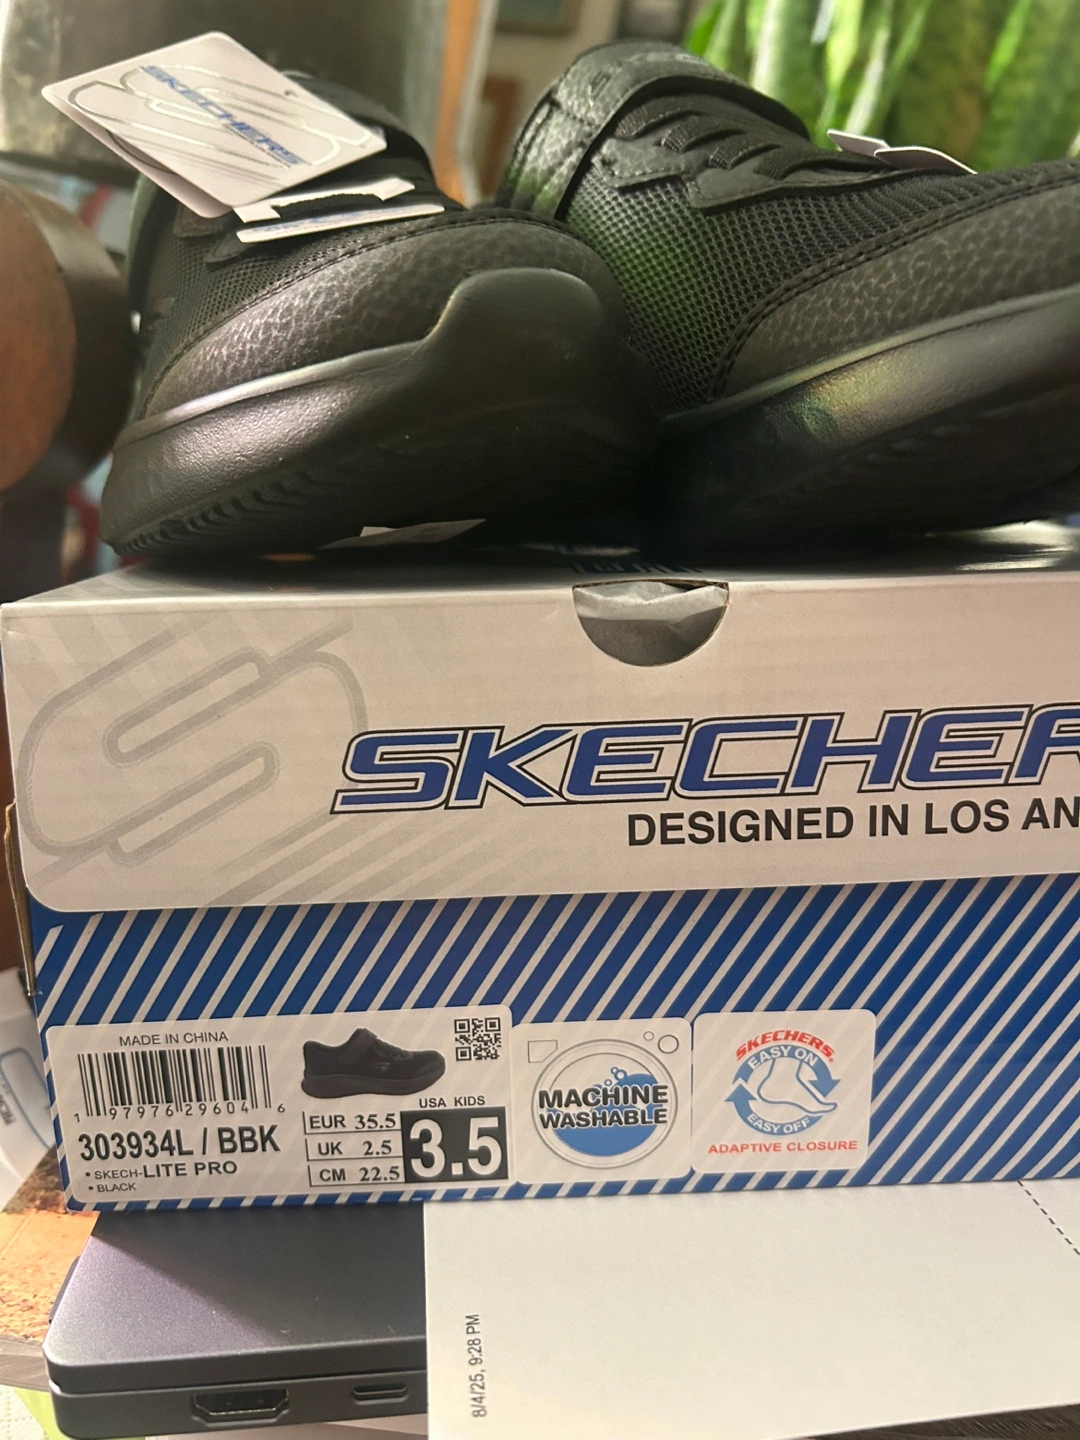 SKECHERS
SKECHER
DESIGNED IN LOS AN
MADE IN CHINA
1 97976 29604 6
303934L / BBK
• SKECH-LITE PRO
• BLACK
USA KIDS
EUR 35.5
UK 2.5
CM 22.5
3.5
MACHINE
WASHABLE
SKECHERS
EASY ON
EASY OFF
ADAPTIVE CLOSURE
8/4/25, 9:28 PM